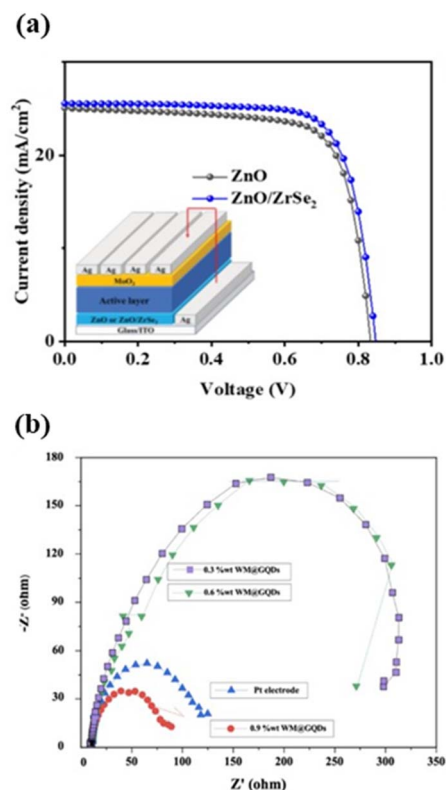 (a)
Current density (mA/cm²)
20
0
ZnO
ZnO/ZrSe₂
Ag Ag Ag Ag
MoO₃
Active layer
ZnO or ZnO/ZrSe₂
Ag
Glass/ITO
0.0 0.2 0.4 0.6 0.8 1.0
Voltage (V)
(b)
-Z" (ohm)
180
150
120
90
60
30
0
0.3 %wt WM@GQDs
0.6 %wt WM@GQDs
Pt electrode
0.9 %wt WM@GQDs
0 50 100 150 200 250 300 350
Z' (ohm)